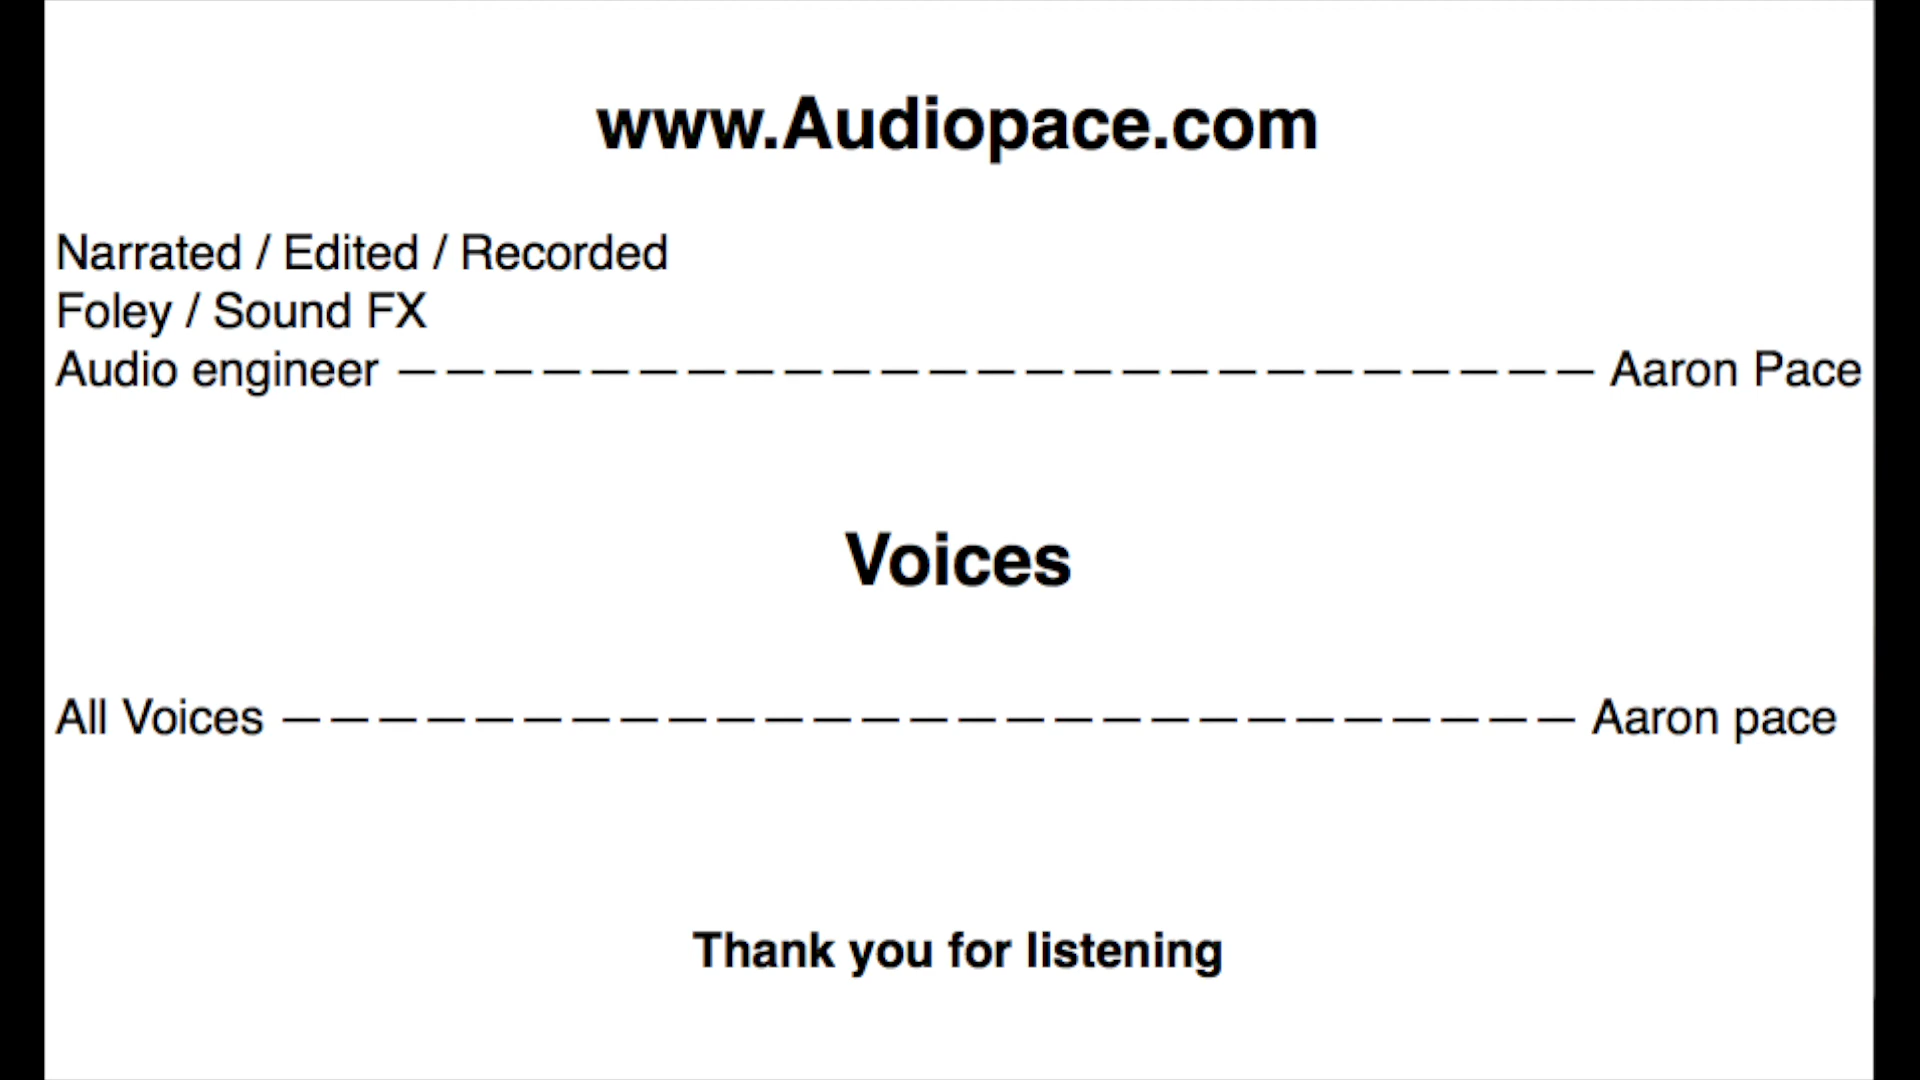 www.Audiopace.com
Narrated / Edited / Recorded
Foley / Sound FX
Audio engineer — — — — — — — — — — — — — — — — — — — — — — — — — Aaron Pace
Voices
All Voices — — — — — — — — — — — — — — — — — — — — — — — — — — — Aaron pace
Thank you for listening